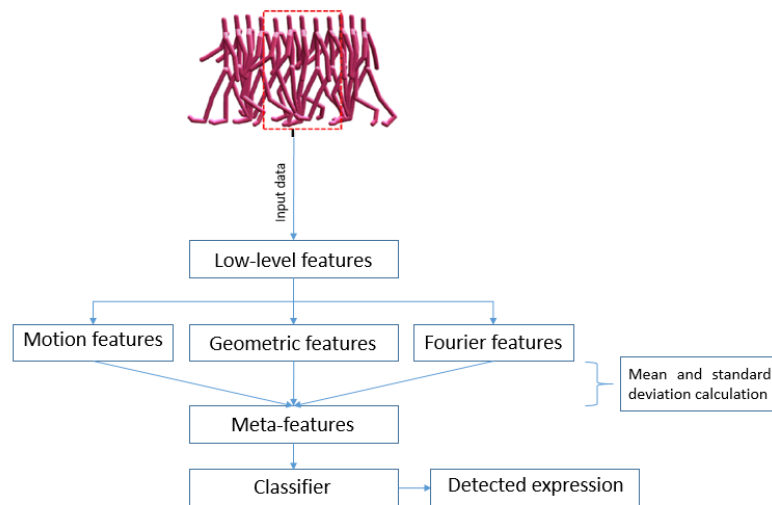 Input data
Low-level features
Motion features
Geometric features
Fourier features
Mean and standard
deviation calculation
Meta-features
Classifier
Detected expression